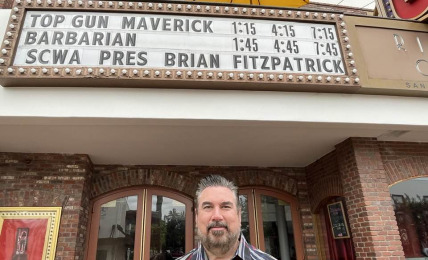 TOP GUN MAVERICK 1:15 4:15 7:15
BARBARIAN 1:45 4:45 7:45
SCWA PRES BRIAN FITZPATRICK